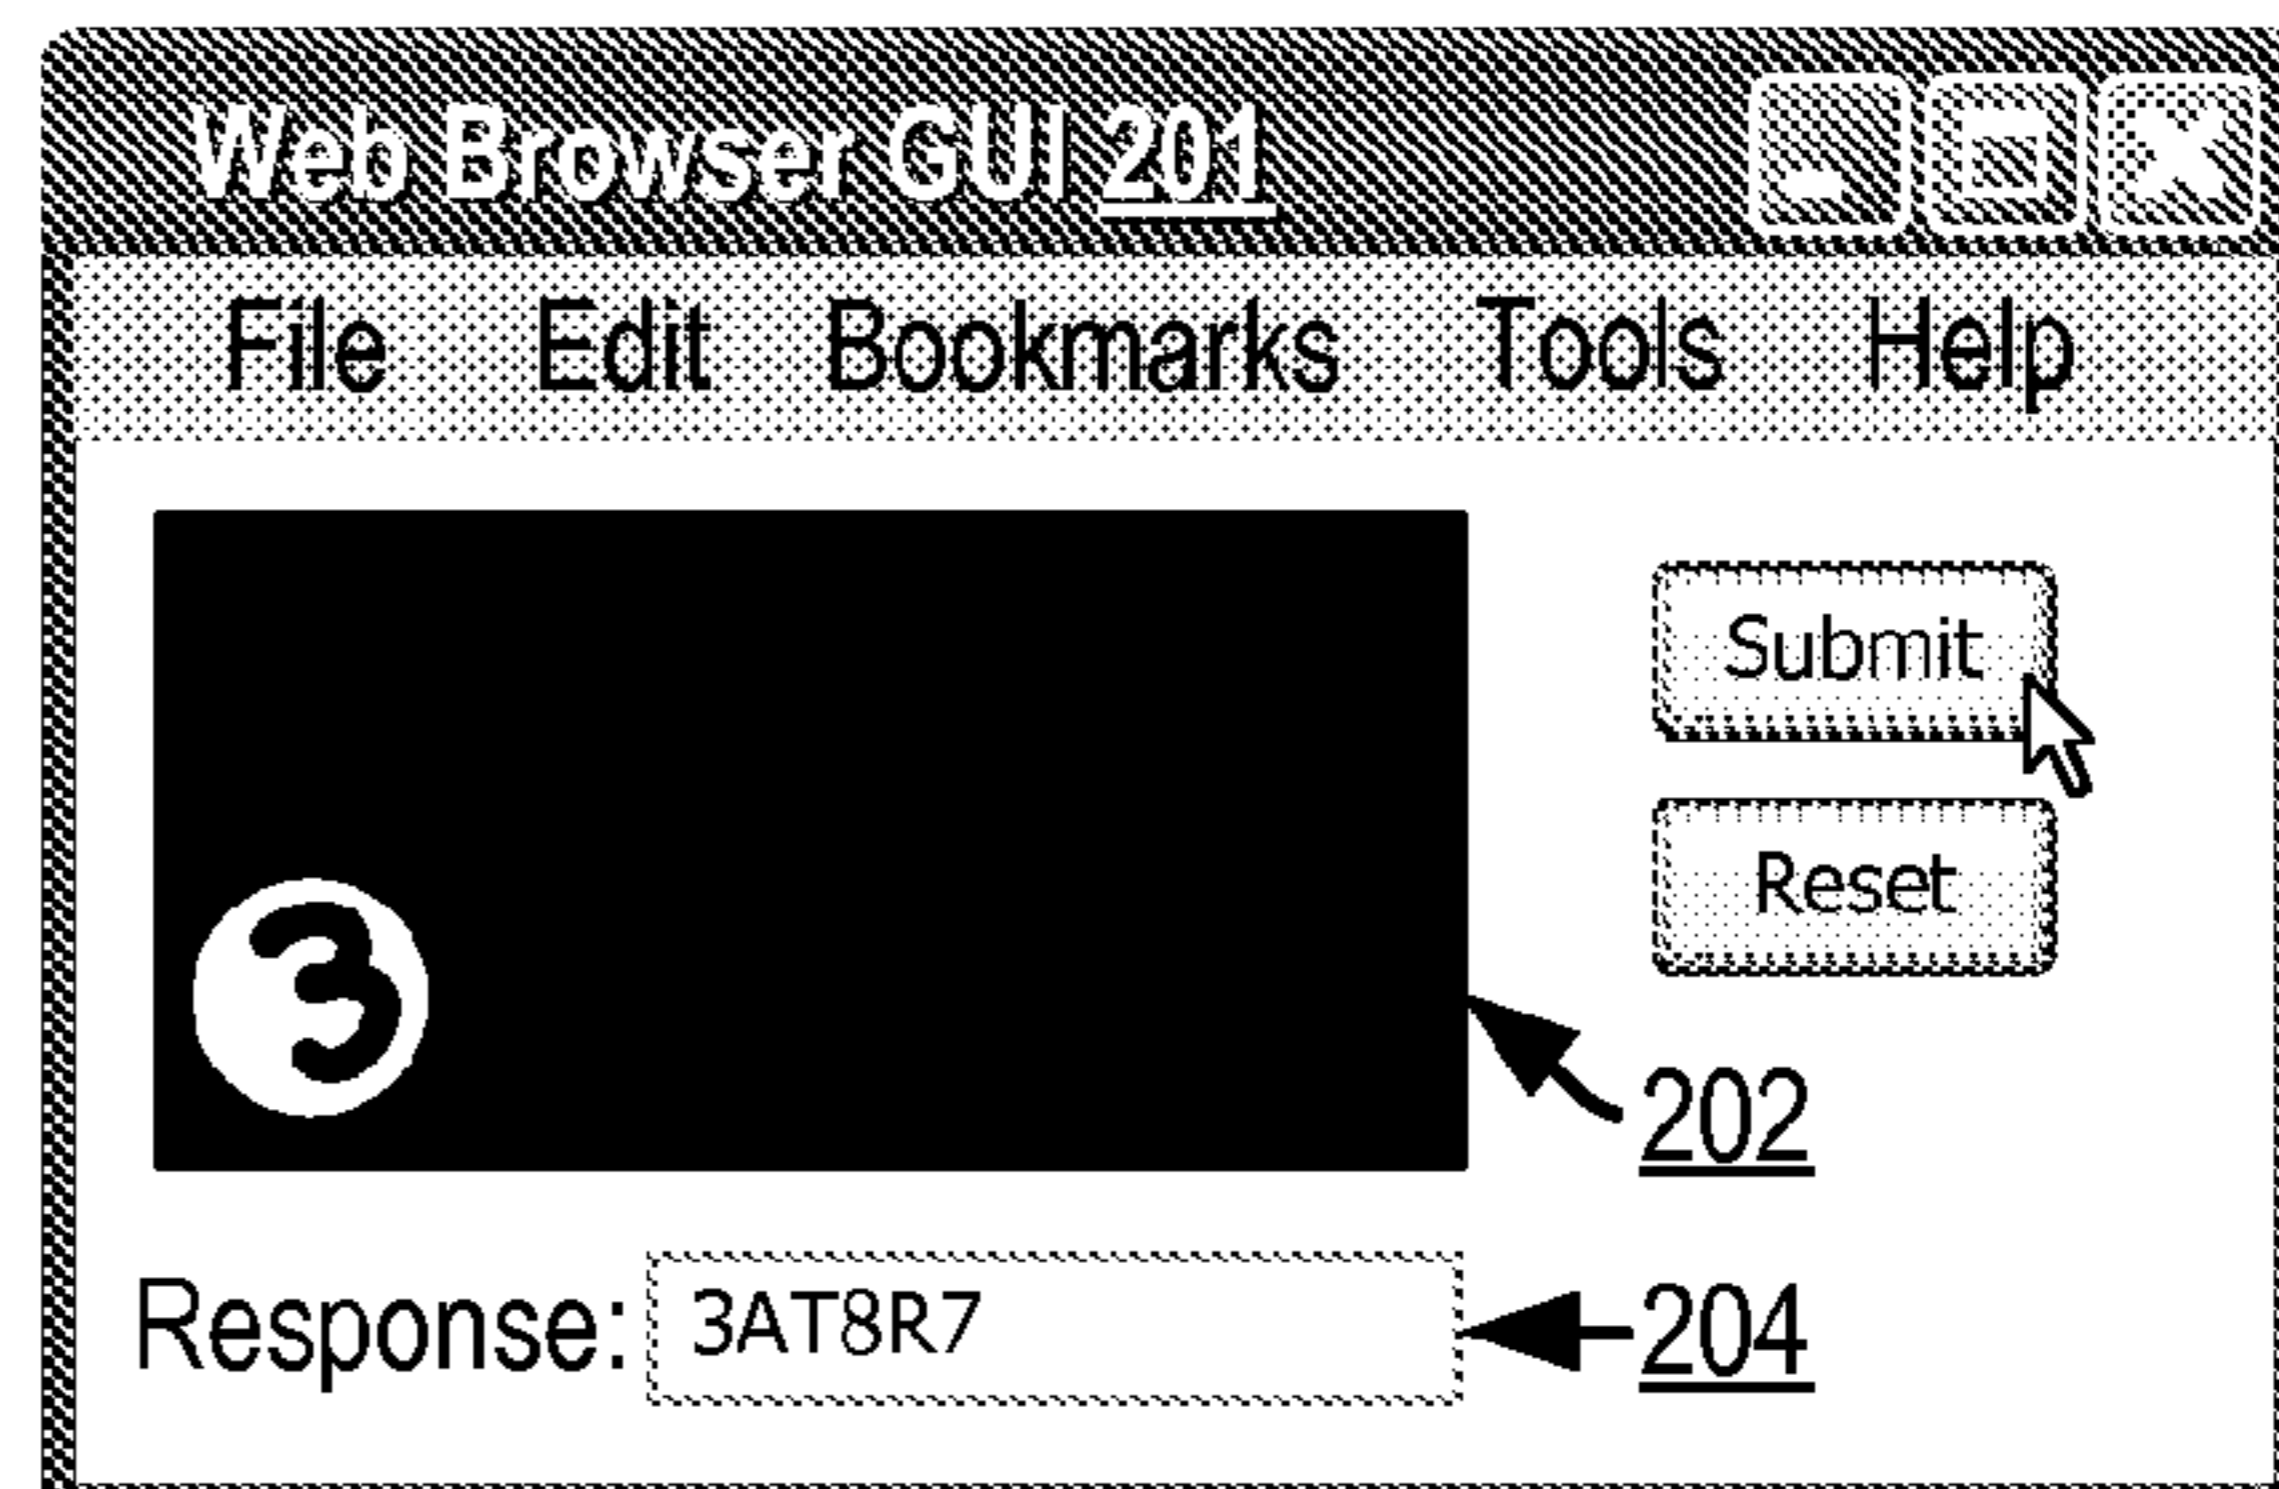 Web Browser GUI 201
File Edit Bookmarks Tools Help
Submit
Reset
3
202
Response: 3AT8R7 204